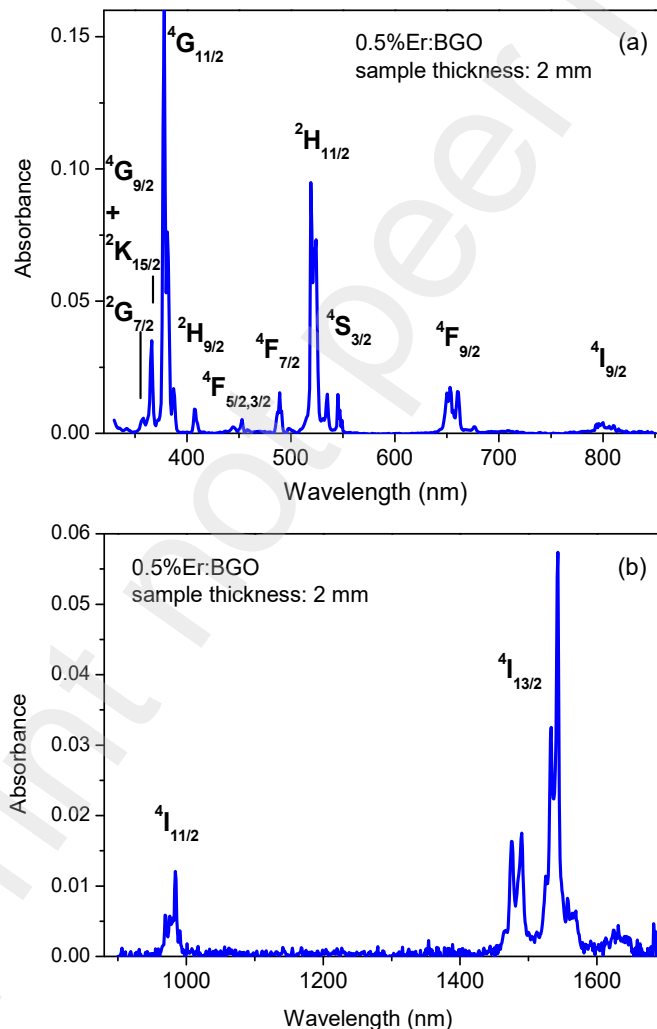 0.15
0.10
0.05
0.00
Absorbance
⁴G₁₁/₂
0.5%Er:BGO
(a)
sample thickness: 2 mm
²H₁₁/₂
⁴G₉/₂
+
²K₁₅/₂
²G₇/₂
²H₉/₂
⁴F₅/₂,₃/₂
⁴F₇/₂
⁴S₃/₂
⁴F₉/₂
⁴I₉/₂
400 500 600 700 800
Wavelength (nm)
0.06
0.05
0.04
0.03
0.02
0.01
0.00
Absorbance
0.5%Er:BGO
(b)
sample thickness: 2 mm
⁴I₁₃/₂
⁴I₁₁/₂
1000 1200 1400 1600
Wavelength (nm)
int not peer r